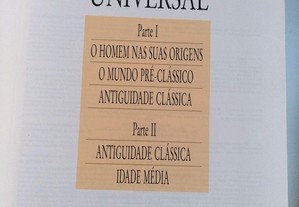 UNIVERSAL
Parte I
O HOMEM NAS SUAS ORIGENS
O MUNDO PRÉ-CLÁSSICO
ANTIGUIDADE CLÁSSICA
Parte II
ANTIGUIDADE CLÁSSICA
IDADE MÉDIA